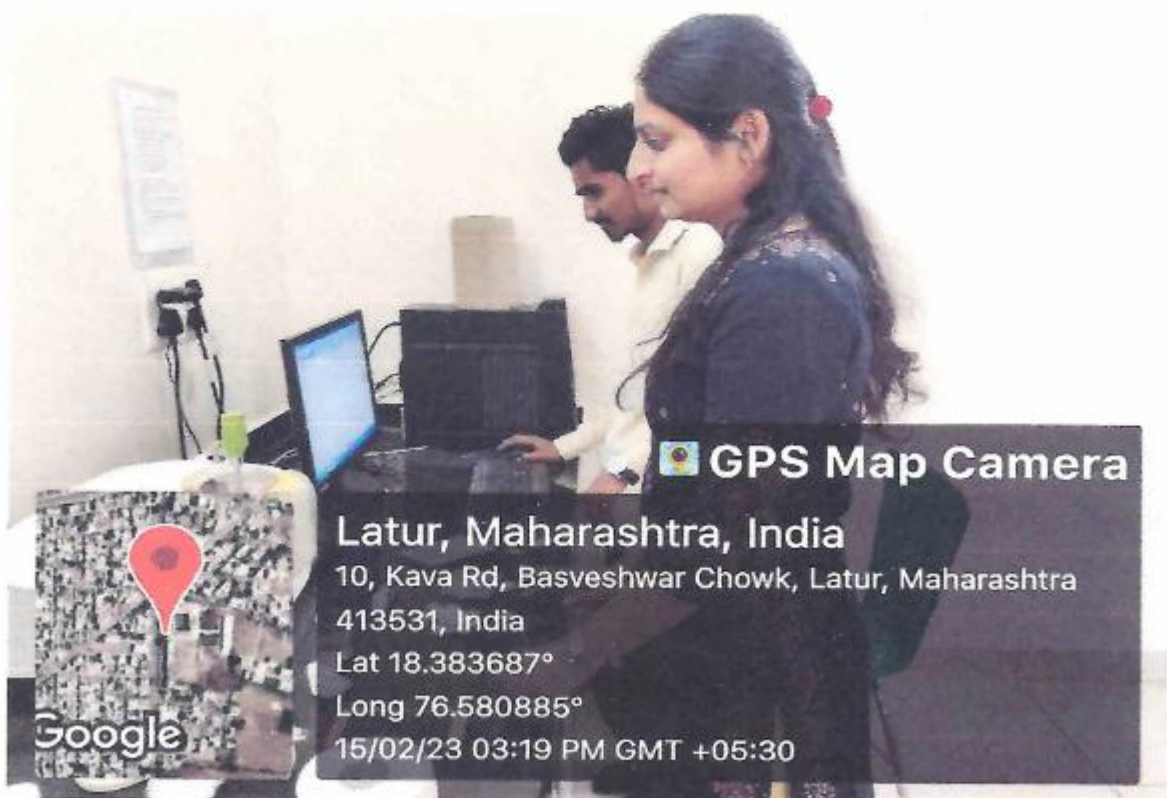 GPS Map Camera
Latur, Maharashtra, India
10, Kava Rd, Basveshwar Chowk, Latur, Maharashtra
413531, India
Lat 18.383687°
Long 76.580885°
15/02/23 03:19 PM GMT +05:30
Google